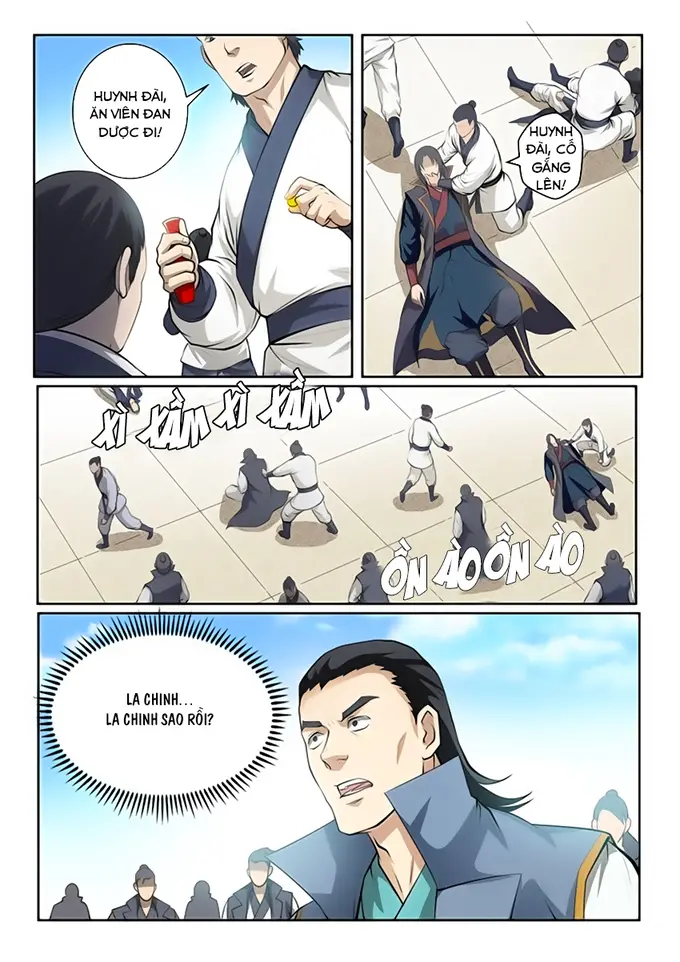 HUYNH ĐÀI,
ĂN VIÊN ĐAN
DƯỢC ĐI!
HUYNH
ĐÀI, CỐ
GẮNG
LÊN!
XÌ XẦM XÌ XẦM
ỒN ÀO ỒN ÀO
LA CHINH...
LA CHINH SAO RỒI?